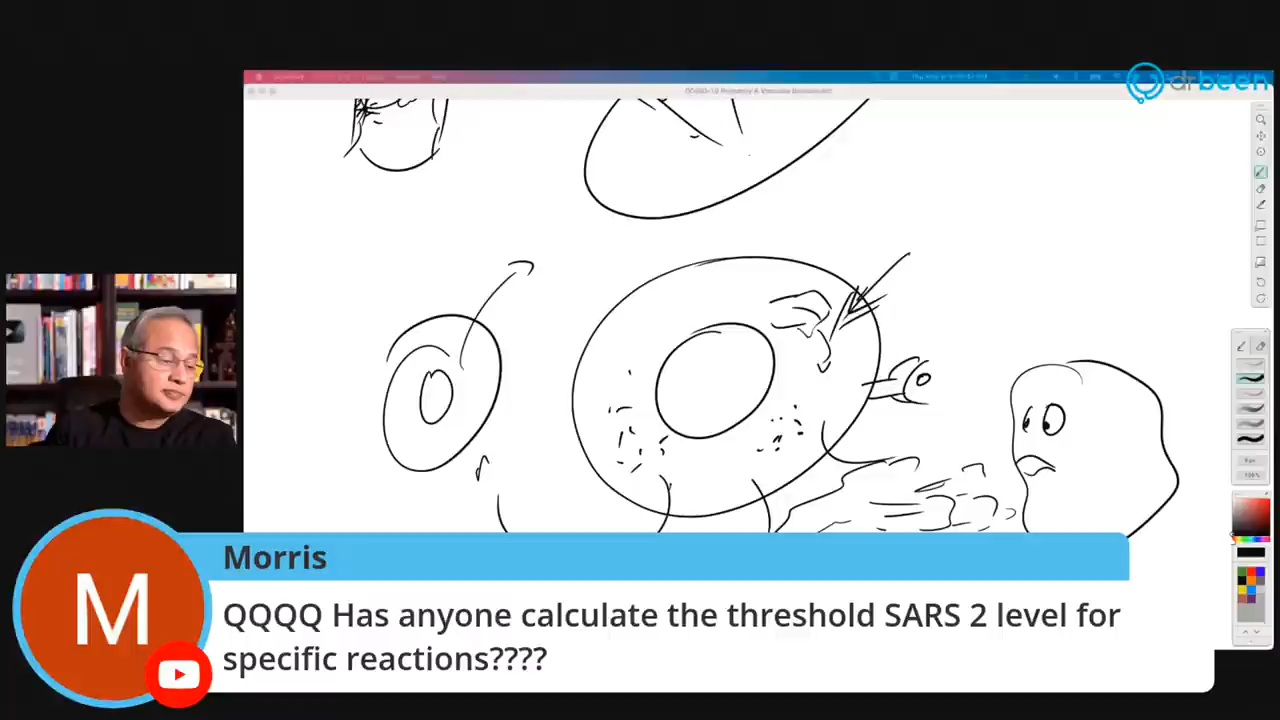 drbeen
Morris
QQQQ Has anyone calculate the threshold SARS 2 level for
specific reactions????
M